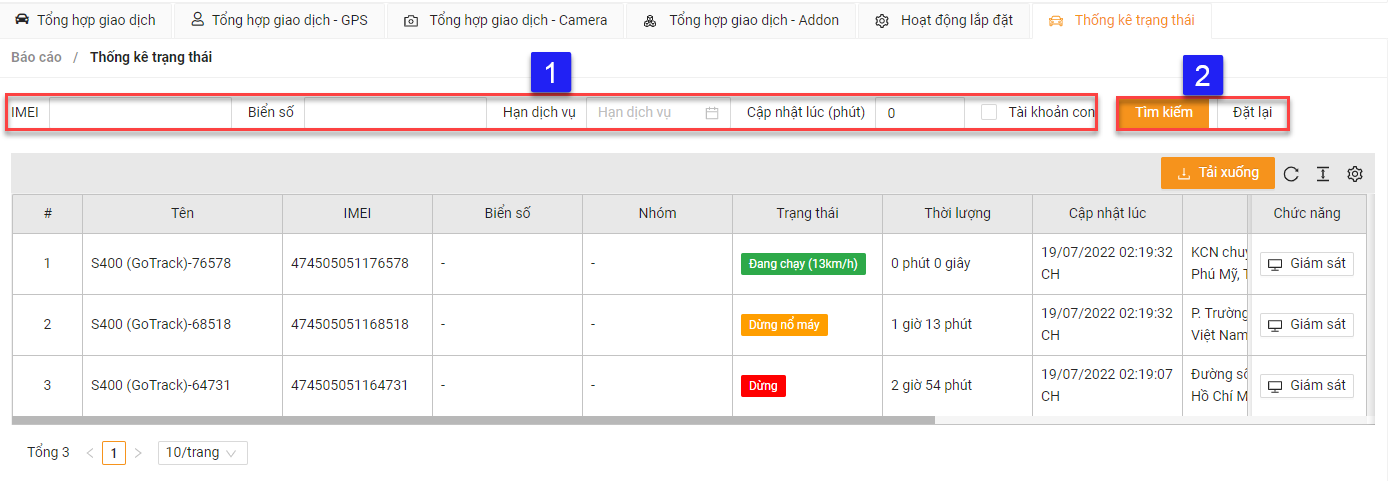 Tổng hợp giao dịch Tổng hợp giao dịch - GPS Tổng hợp giao dịch - Camera Tổng hợp giao dịch - Addon Hoạt động lắp đặt Thống kê trạng thái
Báo cáo / Thống kê trạng thái
1 2
IMEI Biển số Hạn dịch vụ Hạn dịch vụ Cập nhật lúc (phút) 0 Tài khoản con Tìm kiếm Đặt lại
Tải xuống
# Tên IMEI Biển số Nhóm Trạng thái Thời lượng Cập nhật lúc Chức năng
1 S400 (GoTrack)-76578 474505051176578 - - Đang chạy (13km/h) 0 phút 0 giây 19/07/2022 02:19:32 CH KCN chuy Phú Mỹ, T Giám sát
2 S400 (GoTrack)-68518 474505051168518 - - Dừng nổ máy 1 giờ 13 phút 19/07/2022 02:19:32 CH P. Trường Việt Nam Giám sát
3 S400 (GoTrack)-64731 474505051164731 - - Dừng 2 giờ 54 phút 19/07/2022 02:19:07 CH Đường số Hồ Chí M Giám sát
Tổng 3 < 1 > 10/trang